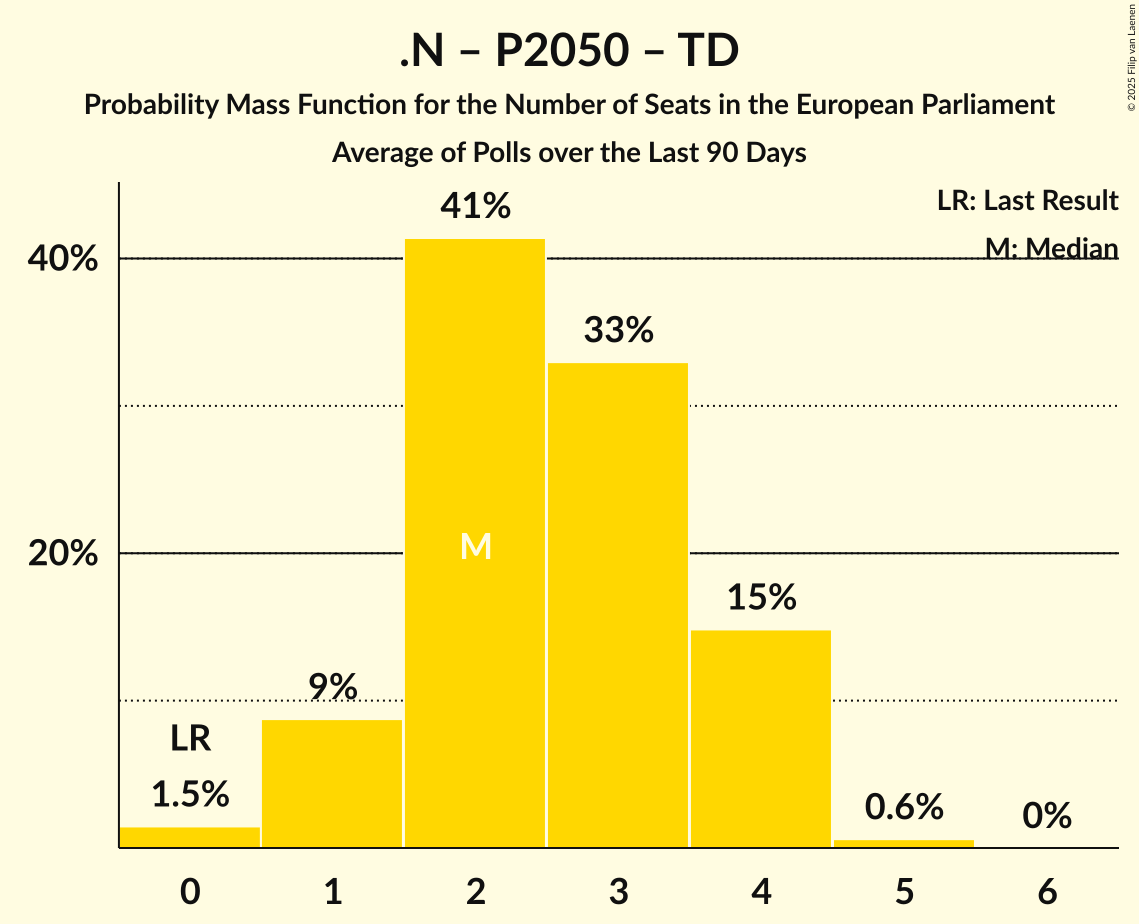 .N – P2050 – TD
Probability Mass Function for the Number of Seats in the European Parliament
Average of Polls over the Last 90 Days
© 2025 Filip van Laenen
LR: Last Result
M: Median
41%
40%
33%
M
20%
15%
9%
LR
1.5%
0.6%
0%
0 1 2 3 4 5 6